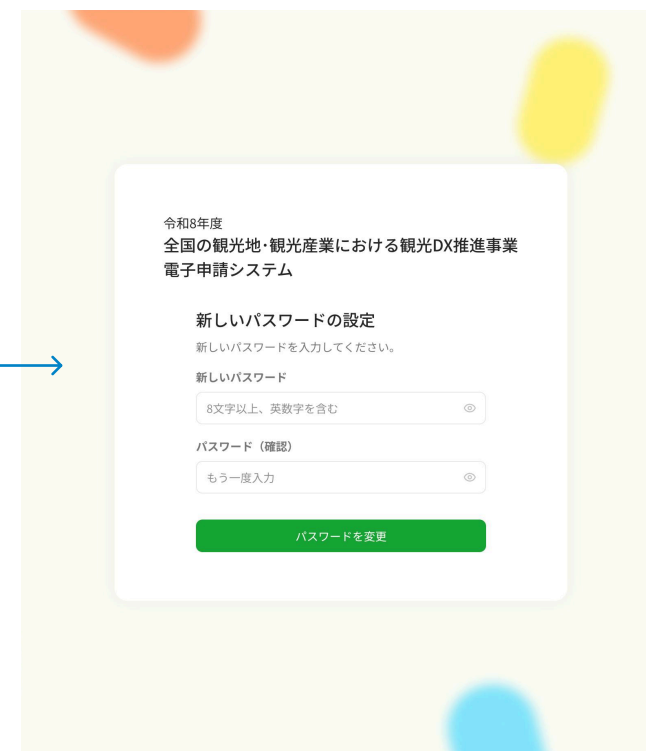 令和8年度
全国の観光地･観光産業における観光DX推進事業
電子申請システム
新しいパスワードの設定
新しいパスワードを入力してください。
新しいパスワード
8文字以上、英数字を含む
パスワード（確認）
もう一度入力
パスワードを変更